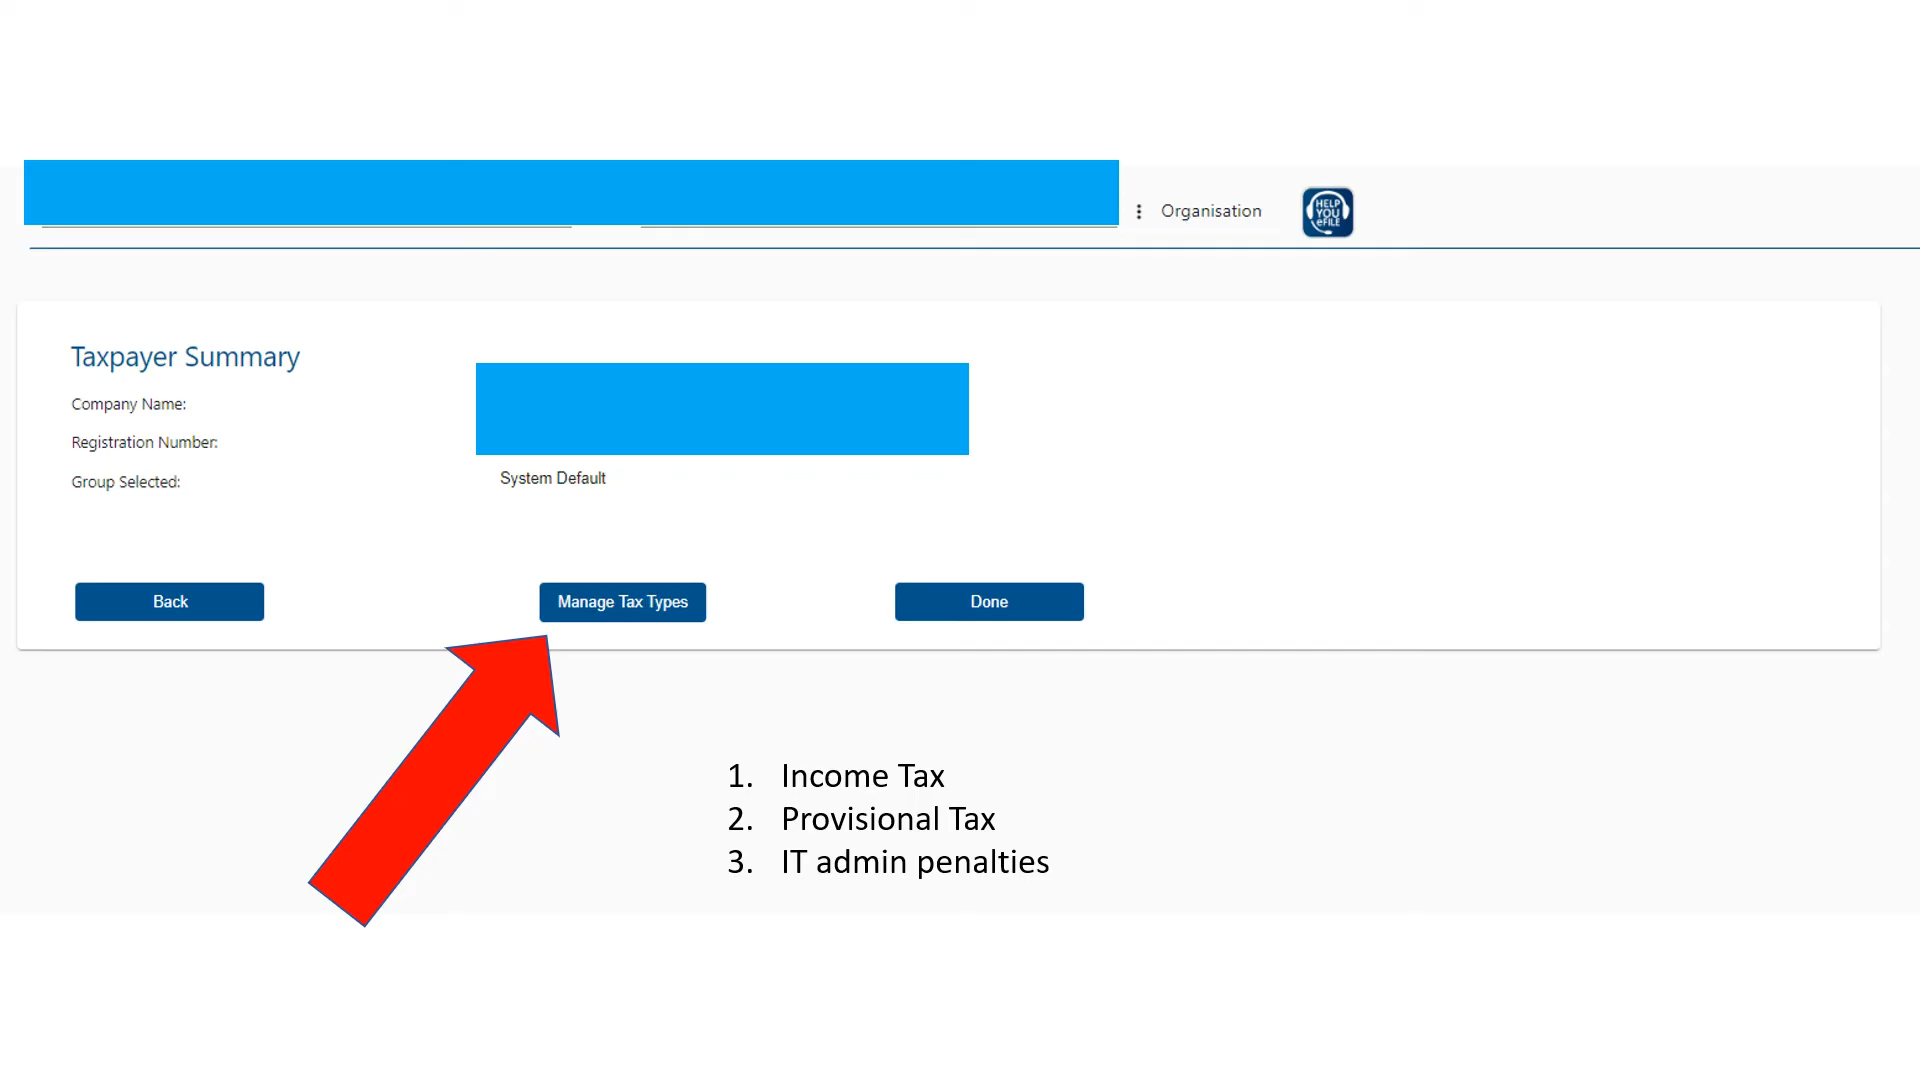 Organisation
HELP
YOU
eFILE
Taxpayer Summary
Company Name:
Registration Number:
Group Selected:
System Default
Back
Manage Tax Types
Done
1. Income Tax
2. Provisional Tax
3. IT admin penalties